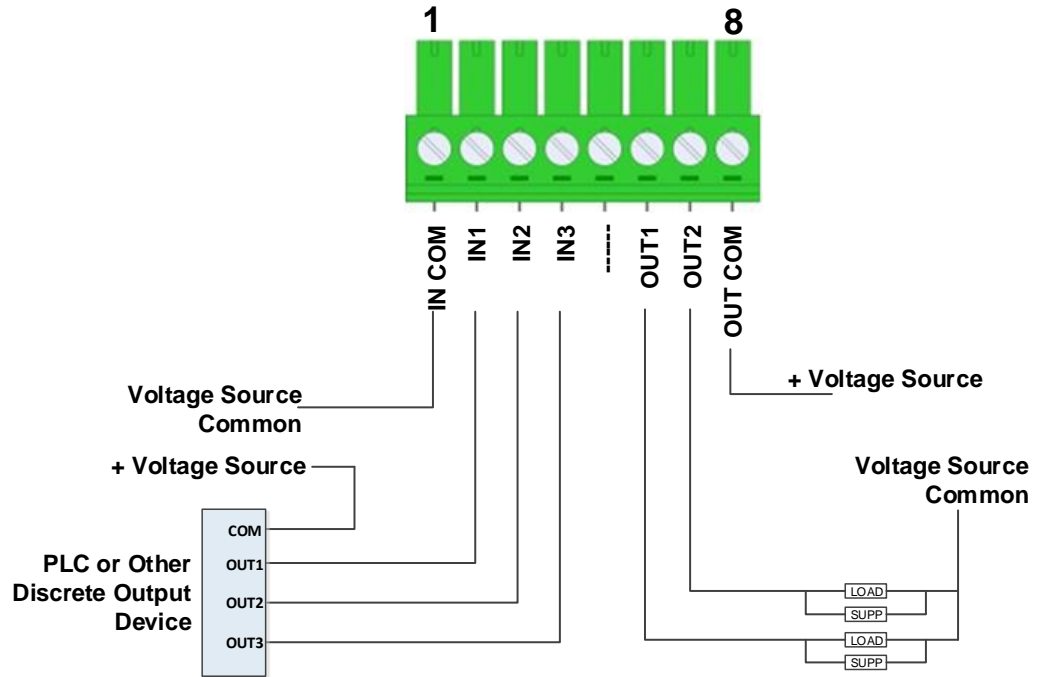 1
8
IN COM
IN1
IN2
IN3
------
OUT1
OUT2
OUT COM
Voltage Source
Common
+ Voltage Source
+ Voltage Source
Voltage Source
Common
PLC or Other
Discrete Output
Device
COM
OUT1
OUT2
OUT3
LOAD
SUPP
LOAD
SUPP